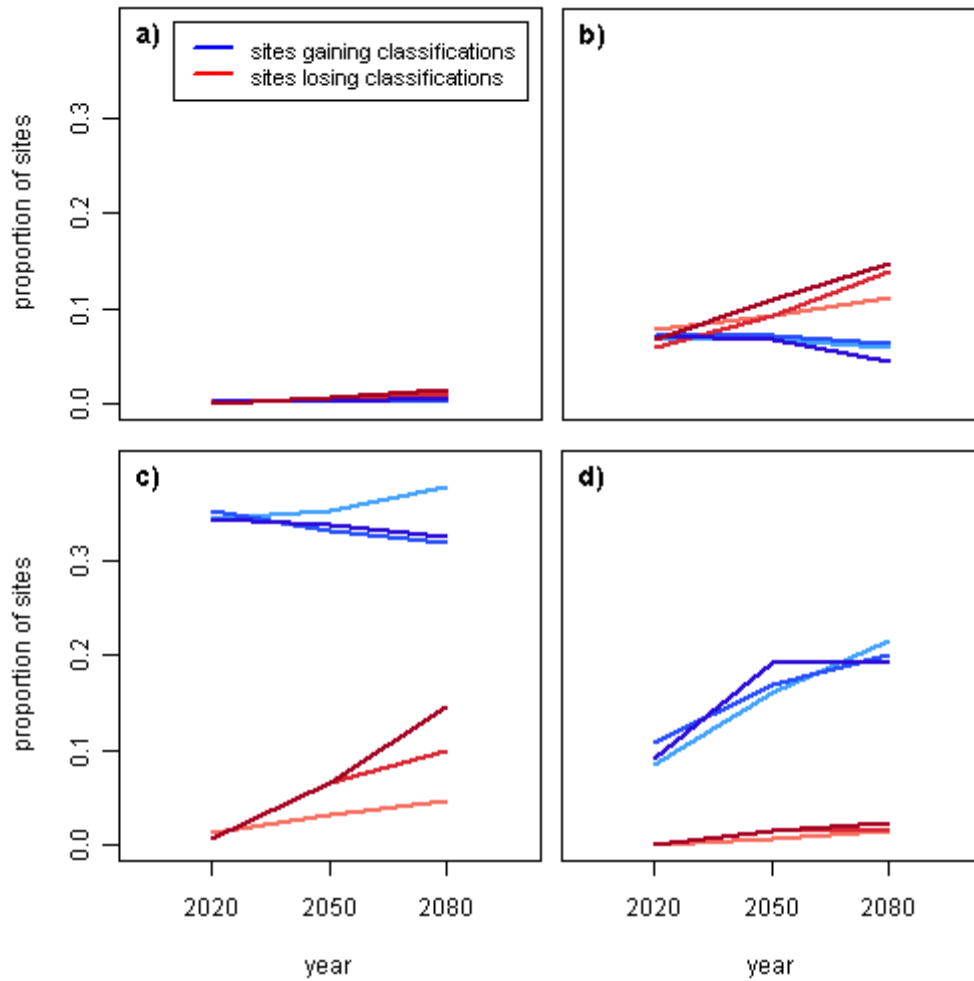 a)
sites gaining classifications
sites losing classifications
b)
proportion of sites
0.3
0.2
0.1
0.0
c)
d)
proportion of sites
0.3
0.2
0.1
0.0
2020 2050 2080
2020 2050 2080
year
year